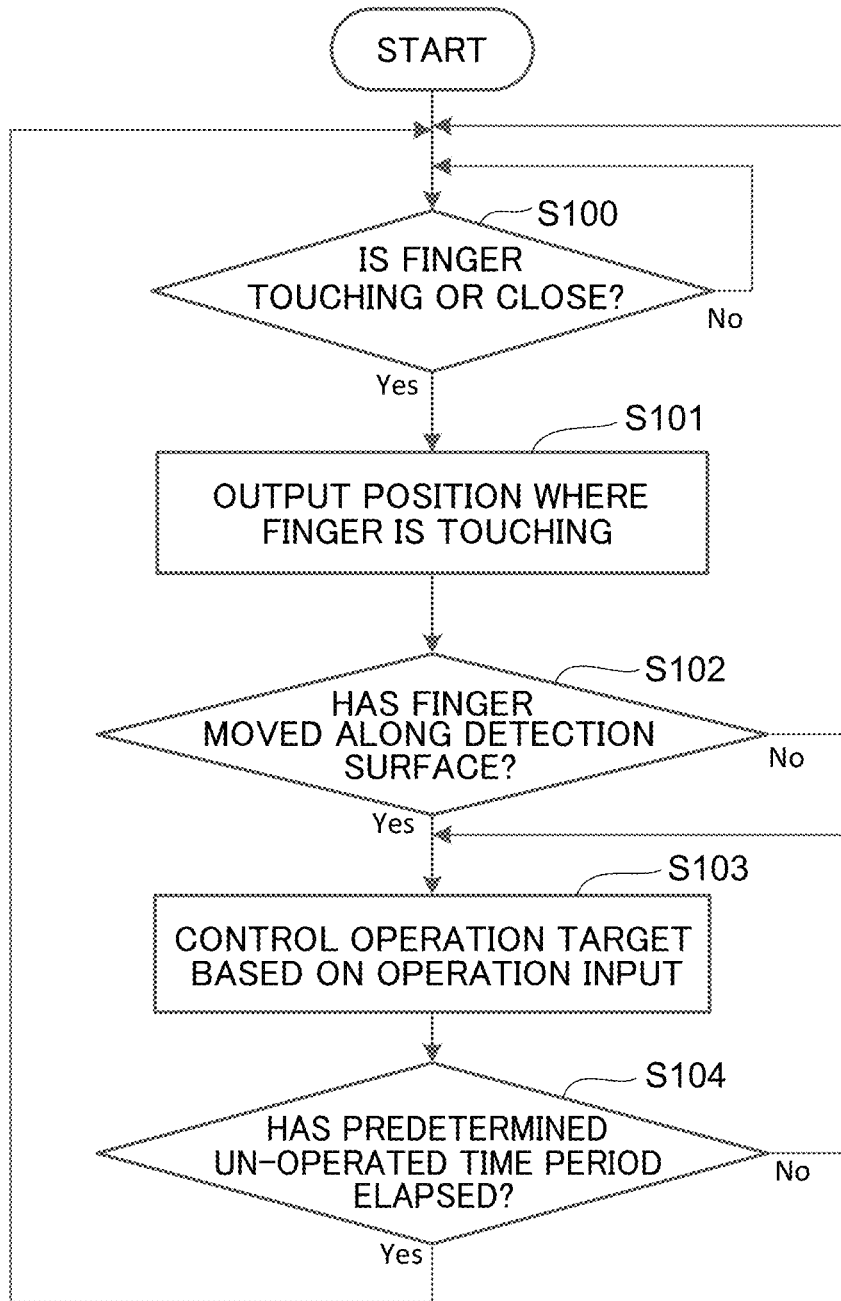 START
S100
IS FINGER
TOUCHING OR CLOSE?
No
Yes
S101
OUTPUT POSITION WHERE
FINGER IS TOUCHING
S102
HAS FINGER
MOVED ALONG DETECTION
SURFACE?
No
Yes
S103
CONTROL OPERATION TARGET
BASED ON OPERATION INPUT
S104
HAS PREDETERMINED
UN-OPERATED TIME PERIOD
ELAPSED?
No
Yes